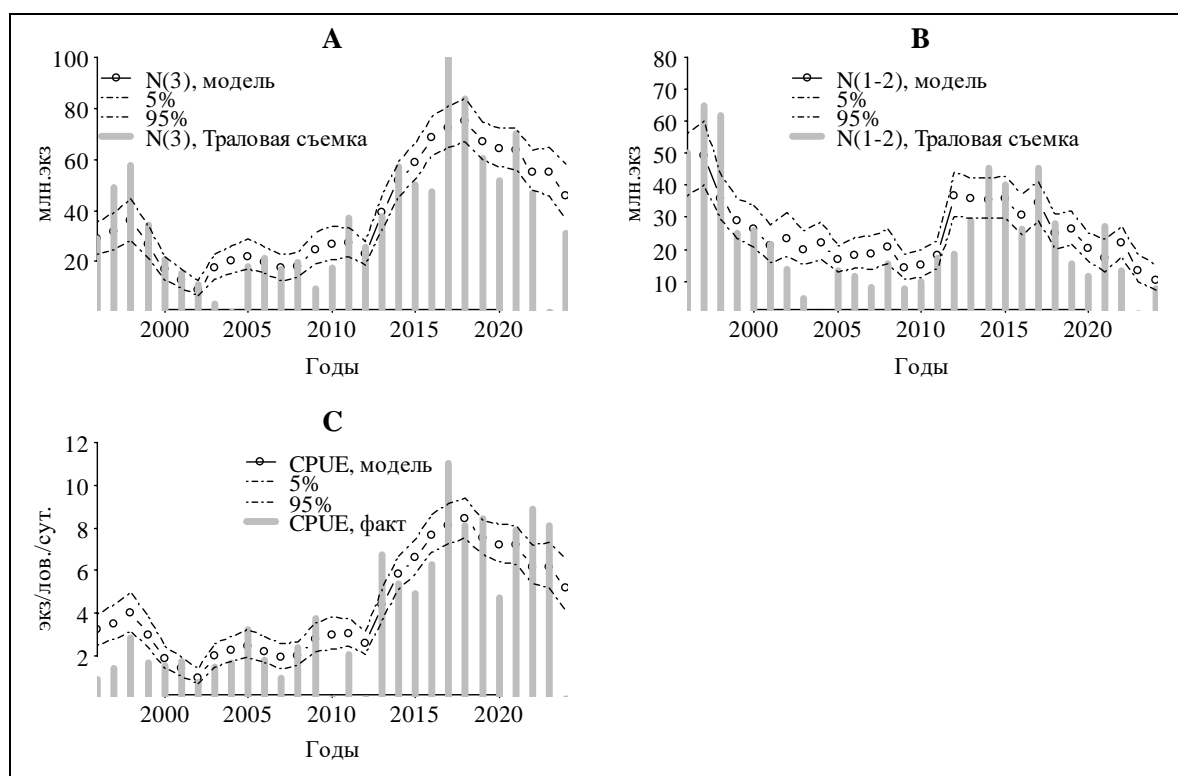 A
100
80
60
40
20
млн.экз
N(3), модель
5%
95%
N(3), Траловая съемка
2000 2005 2010 2015 2020
Годы
B
80
70
60
50
40
30
20
10
млн.экз
N(1-2), модель
5%
95%
N(1-2), Траловая съемка
2000 2005 2010 2015 2020
Годы
C
12
10
8
6
4
2
экз/лов./сут.
CPUE, модель
5%
95%
CPUE, факт
2000 2005 2010 2015 2020
Годы